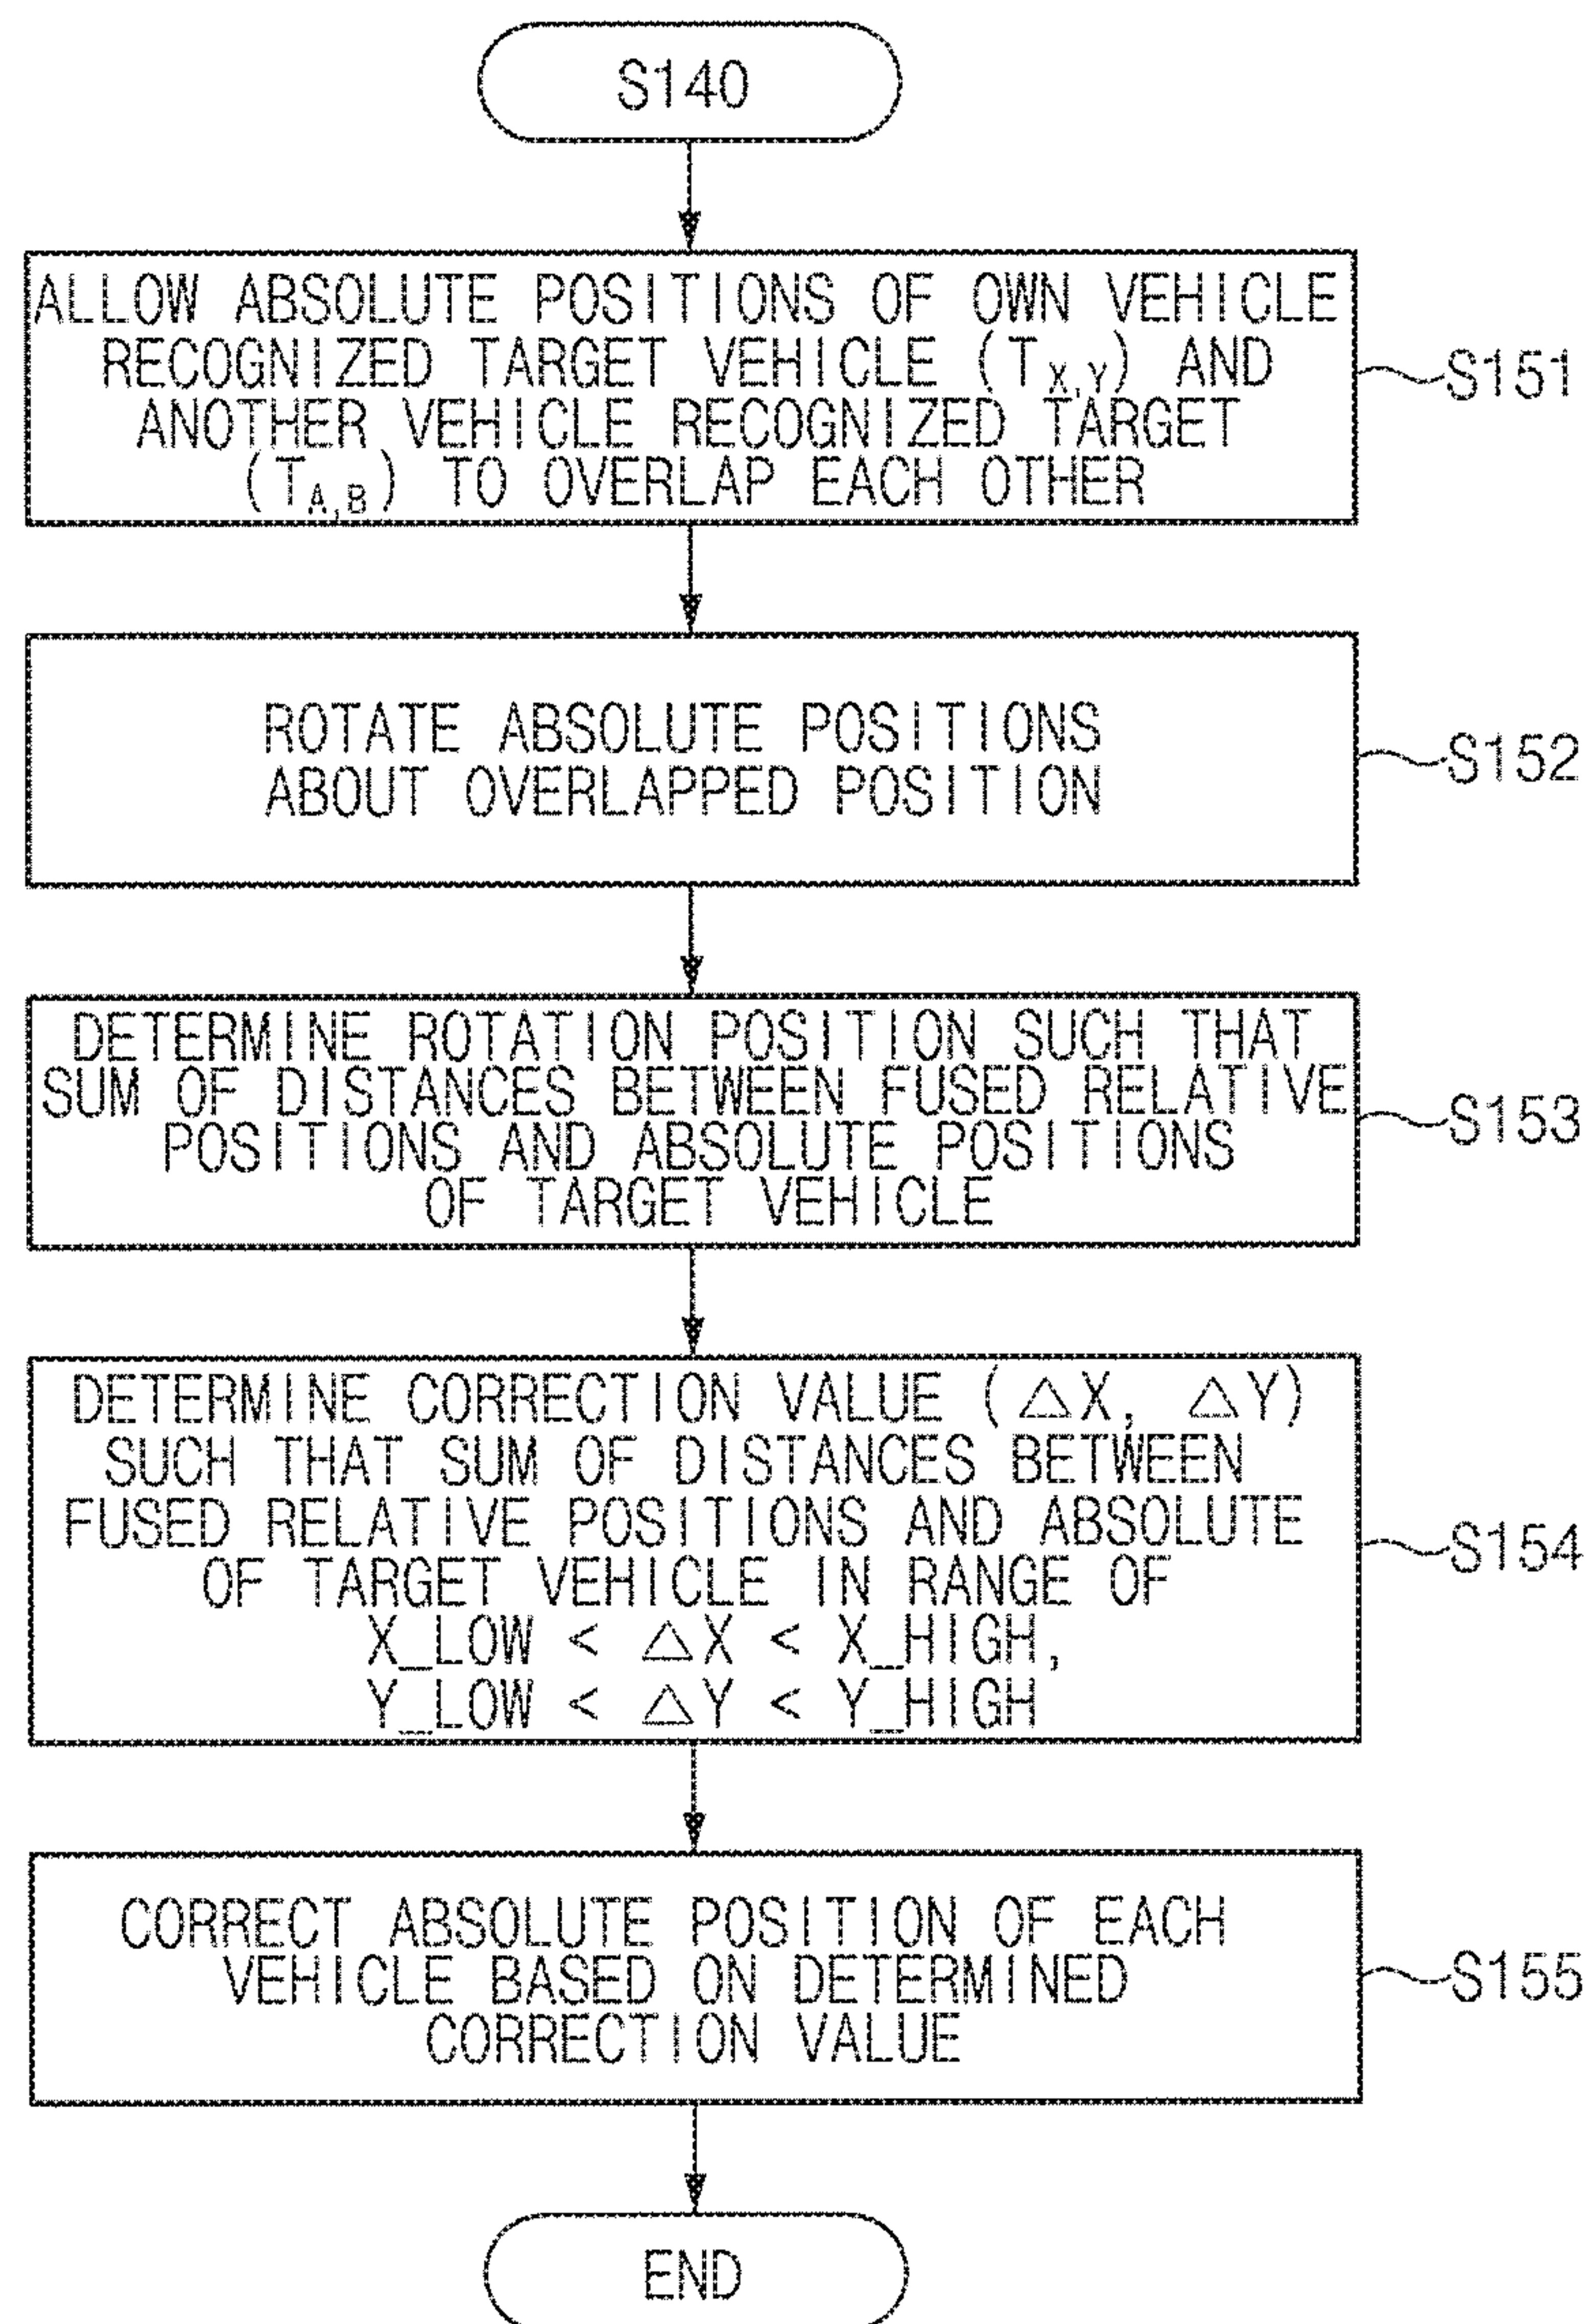 S140
ALLOW ABSOLUTE POSITIONS OF OWN VEHICLE
RECOGNIZED TARGET VEHICLE (TX,Y) AND
ANOTHER VEHICLE RECOGNIZED TARGET
(TA,B) TO OVERLAP EACH OTHER
S151
ROTATE ABSOLUTE POSITIONS
ABOUT OVERLAPPED POSITION
S152
DETERMINE ROTATION POSITION SUCH THAT
SUM OF DISTANCES BETWEEN FUSED RELATIVE
POSITIONS AND ABSOLUTE POSITIONS
OF TARGET VEHICLE
S153
DETERMINE CORRECTION VALUE (△X, △Y)
SUCH THAT SUM OF DISTANCES BETWEEN
FUSED RELATIVE POSITIONS AND ABSOLUTE
OF TARGET VEHICLE IN RANGE OF
X_LOW < △X < X_HIGH,
Y_LOW < △Y < Y_HIGH
S154
CORRECT ABSOLUTE POSITION OF EACH
VEHICLE BASED ON DETERMINED
CORRECTION VALUE
S155
END